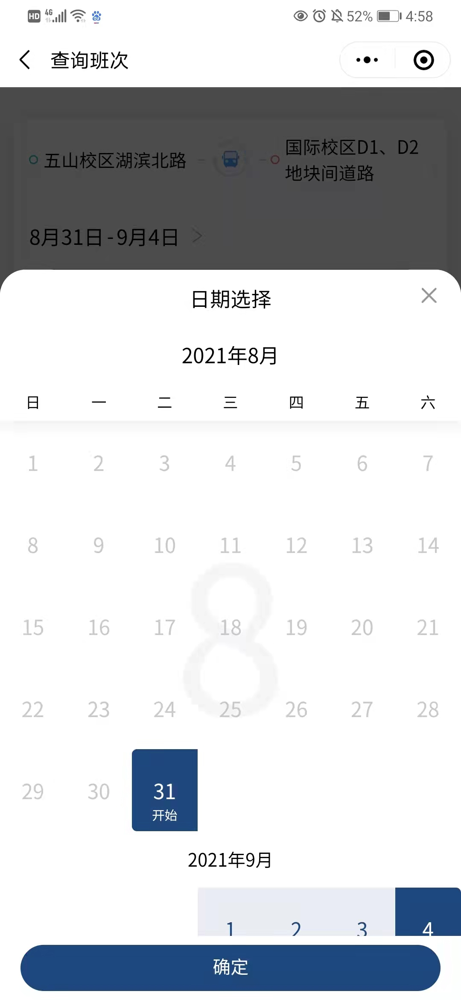 HD 4G du 52% 4:58
查询班次
五山校区湖滨北路
国际校区D1、D2
地块间道路
8月31日-9月4日
日期选择
2021年8月
日 一 二 三 四 五 六
1 2 3 4 5 6 7
8 9 10 11 12 13 14
8
15 16 17 18 19 20 21
22 23 24 25 26 27 28
29 30 31
开始
2021年9月
1 2 3 4
确定